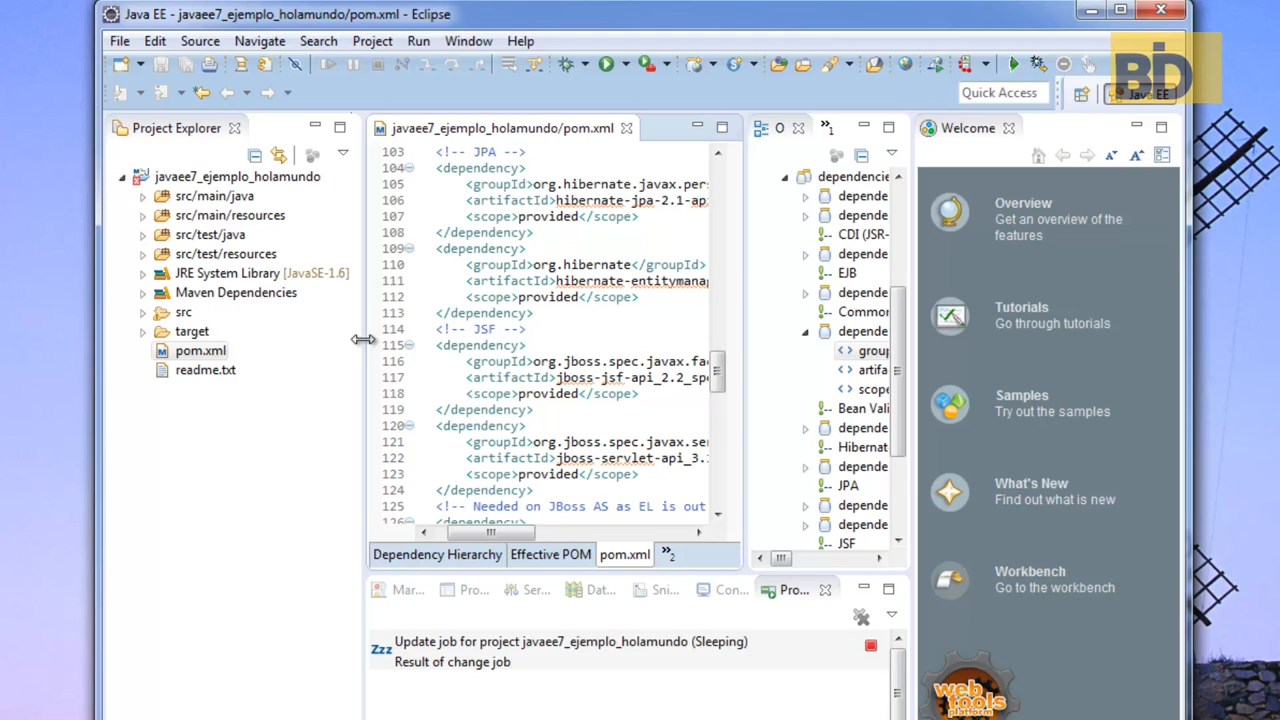 Java EE - javaee7_ejemplo_holamundo/pom.xml - Eclipse
File Edit Source Navigate Search Project Run Window Help
BiD
Quick Access
Java EE
Project Explorer
javaee7_ejemplo_holamundo
src/main/java
src/main/resources
src/test/java
src/test/resources
JRE System Library [JavaSE-1.6]
Maven Dependencies
src
target
pom.xml
readme.txt
javaee7_ejemplo_holamundo/pom.xml
103 <!-- JPA -->
104 <dependency>
105 <groupId>org.hibernate.javax.per
106 <artifactId>hibernate-jpa-2.1-ap
107 <scope>provided</scope>
108 </dependency>
109 <dependency>
110 <groupId>org.hibernate</groupId>
111 <artifactId>hibernate-entitymana
112 <scope>provided</scope>
113 </dependency>
114 <!-- JSF -->
115 <dependency>
116 <groupId>org.jboss.spec.javax.fa
117 <artifactId>jboss-jsf-api_2.2_sp
118 <scope>provided</scope>
119 </dependency>
120 <dependency>
121 <groupId>org.jboss.spec.javax.se
122 <artifactId>jboss-servlet-api_3.
123 <scope>provided</scope>
124 </dependency>
125 <!-- Needed on JBoss AS as EL is out
126 <dependency>
Dependency Hierarchy Effective POM pom.xml »2
O »1
dependencie
depende
depende
CDI (JSR-
depende
EJB
depende
Common
depende
group
artifa
scope
Bean Vali
depende
Hibernat
depende
JPA
depende
depende
JSF
Welcome
Overview
Get an overview of the
features
Tutorials
Go through tutorials
Samples
Try out the samples
What's New
Find out what is new
Workbench
Go to the workbench
web
tools
platform
Mar... Pro... Ser... Dat... Sni... Con... Pro...
Zzz Update job for project javaee7_ejemplo_holamundo (Sleeping)
Result of change job